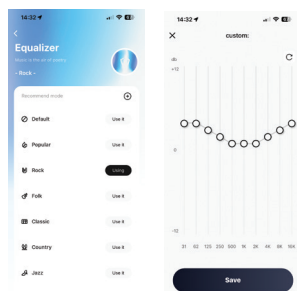 14:32
Equalizer
Music is the art of poetry
- Rock -
Recommend mode
Default
Use it
Popular
Use it
Rock
Using
Folk
Use it
Classic
Use it
Country
Use it
Jazz
Use it
14:32
custom:
db
+12
0
-12
31 62 125 250 500 1K 2K 4K 8K 16K
Save